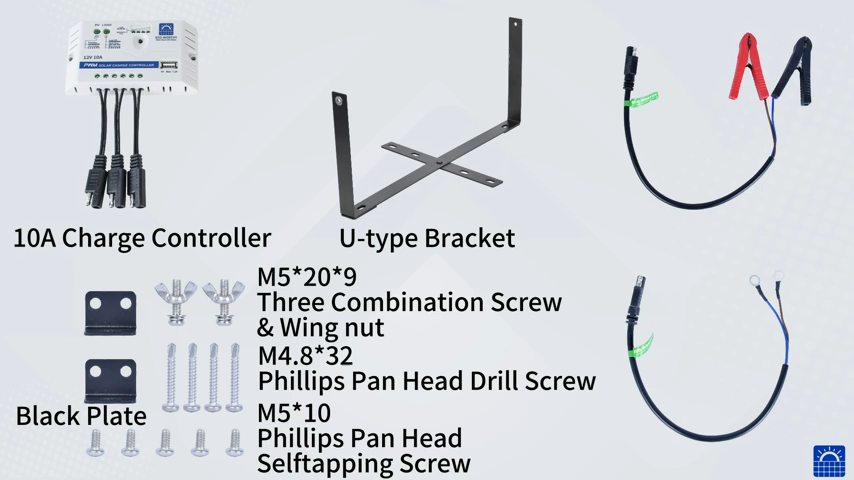 12V 10A
PWM SOLAR CHARGE CONTROLLER
10A Charge Controller
U-type Bracket
M5*20*9
Three Combination Screw
& Wing nut
M4.8*32
Phillips Pan Head Drill Screw
Black Plate
M5*10
Phillips Pan Head
Selftapping Screw